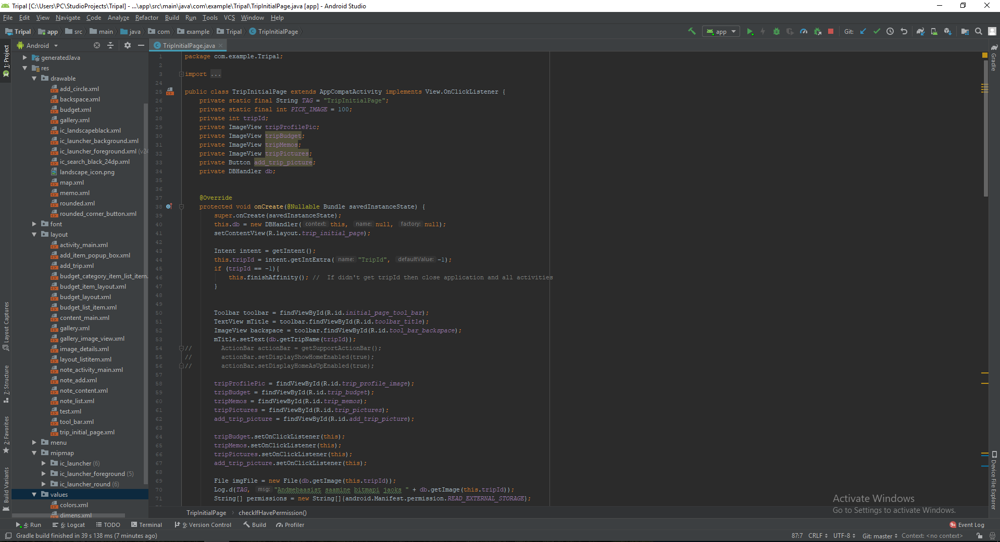 Tripal [C:\Users\PC\StudioProjects\Tripal] - ...\app\src\main\java\com\example\Tripal\TripInitialPage.java [app] - Android Studio
File Edit View Navigate Code Analyze Refactor Build Run Tools VCS Window Help
Tripal app src main java com example Tripal TripInitialPage app Git:
Android
TripInitialPage.java
1: Project
Layout Captures
7: Structure
2: Favorites
Build Variants
generatedJava
res
drawable
add_circle.xml
backspace.xml
budget.xml
gallery.xml
ic_landscapeblack.xml
ic_launcher_background.xml
ic_launcher_foreground.xml (v24
ic_search_black_24dp.xml
landscape_icon.png
map.xml
memo.xml
rounded.xml
rounded_corner_button.xml
font
layout
activity_main.xml
add_item_popup_box.xml
add_trip.xml
budget_category_item_list_item.
budget_item_layout.xml
budget_layout.xml
budget_list_item.xml
content_main.xml
gallery.xml
gallery_image_view.xml
image_details.xml
layout_listitem.xml
note_activity_main.xml
note_add.xml
note_content.xml
note_list.xml
test.xml
tool_bar.xml
trip_initial_page.xml
menu
mipmap
ic_launcher (6)
ic_launcher_foreground (5)
ic_launcher_round (6)
values
colors.xml
dimens.xml
1 package com.example.Tripal;
2
3 import ...
24
25 public class TripInitialPage extends AppCompatActivity implements View.OnClickListener {
26 private static final String TAG = "TripInitialPage";
27 private static final int PICK_IMAGE = 100;
28 private int tripId;
29 private ImageView tripProfilePic;
30 private ImageView tripBudget;
31 private ImageView tripMemos;
32 private ImageView tripPictures;
33 private Button add_trip_picture;
34 private DBHandler db;
35
36
37 @Override
38 protected void onCreate(@Nullable Bundle savedInstanceState) {
39 super.onCreate(savedInstanceState);
40 this.db = new DBHandler( context: this, name: null, factory: null);
41 setContentView(R.layout.trip_initial_page);
42
43 Intent intent = getIntent();
44 this.tripId = intent.getIntExtra( name: "TripId", defaultValue: -1);
45 if (tripId == -1){
46 this.finishAffinity(); // If didn't get tripId then close application and all activities
47 }
48
49
50 Toolbar toolbar = findViewById(R.id.initial_page_tool_bar);
51 TextView mTitle = toolbar.findViewById(R.id.toolbar_title);
52 ImageView backspace = toolbar.findViewById(R.id.tool_bar_backspace);
53 mTitle.setText(db.getTripName(tripId));
54 // ActionBar actionBar = getSupportActionBar();
55 // actionBar.setDisplayShowHomeEnabled(true);
56 // actionBar.setDisplayHomeAsUpEnabled(true);
57
58 tripProfilePic = findViewById(R.id.trip_profile_image);
59 tripBudget = findViewById(R.id.trip_budget);
60 tripMemos = findViewById(R.id.trip_memos);
61 tripPictures = findViewById(R.id.trip_pictures);
62 add_trip_picture = findViewById(R.id.add_trip_picture);
63
64 tripBudget.setOnClickListener(this);
65 tripMemos.setOnClickListener(this);
66 tripPictures.setOnClickListener(this);
67 add_trip_picture.setOnClickListener(this);
68
69 File imgFile = new File(db.getImage(this.tripId));
70 Log.d(TAG, msg: "Andmebaasist saamine bitmapi jaoks " + db.getImage(this.tripId));
71 String[] permissions = new String[]{android.Manifest.permission.READ_EXTERNAL_STORAGE};
Gradle
Device File Explorer
Activate Windows
Go to Settings to activate Windows.
TripInitialPage checkIfHavePermission()
4: Run 6: Logcat TODO Terminal 9: Version Control Build Profiler 9+ Event Log
Gradle build finished in 39 s 138 ms (7 minutes ago) 87:7 CRLF UTF-8 Git: master Context: <no context>